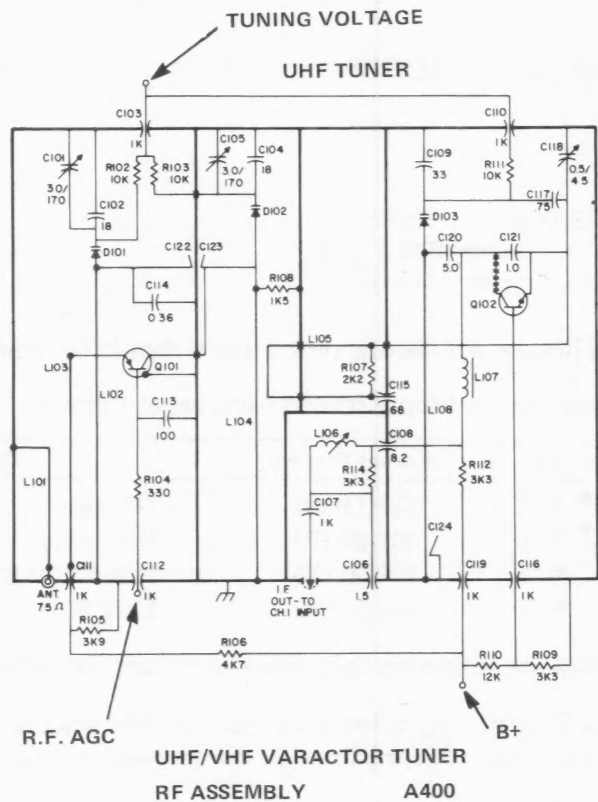 TUNING VOLTAGE
UHF TUNER
C103
1K
C110
1K
C101
3.0/
170
R102
10K
R103
10K
C105
3.0/
170
C104
18
C109
33
R111
10K
C118
0.5/
4.5
C102
18
C117
.75
D101
D102
D103
C122
C123
C120
5.0
C121
1.0
C114
0.36
R108
1K5
Q102
L103
Q101
L105
R107
2K2
L107
L102
C113
100
C115
68
L104
L106
C108
8.2
L108
R104
330
R114
3K3
R112
3K3
L101
C107
1K
C124
ANT.
75Ω
C111
1K
C112
1K
I.F.
OUT-TO
CH.1 INPUT
C106
1.5
C119
1K
C116
1K
R105
3K9
R106
4K7
R110
12K
R109
3K3
R.F. AGC
B+
UHF/VHF VARACTOR TUNER
RF ASSEMBLY A400